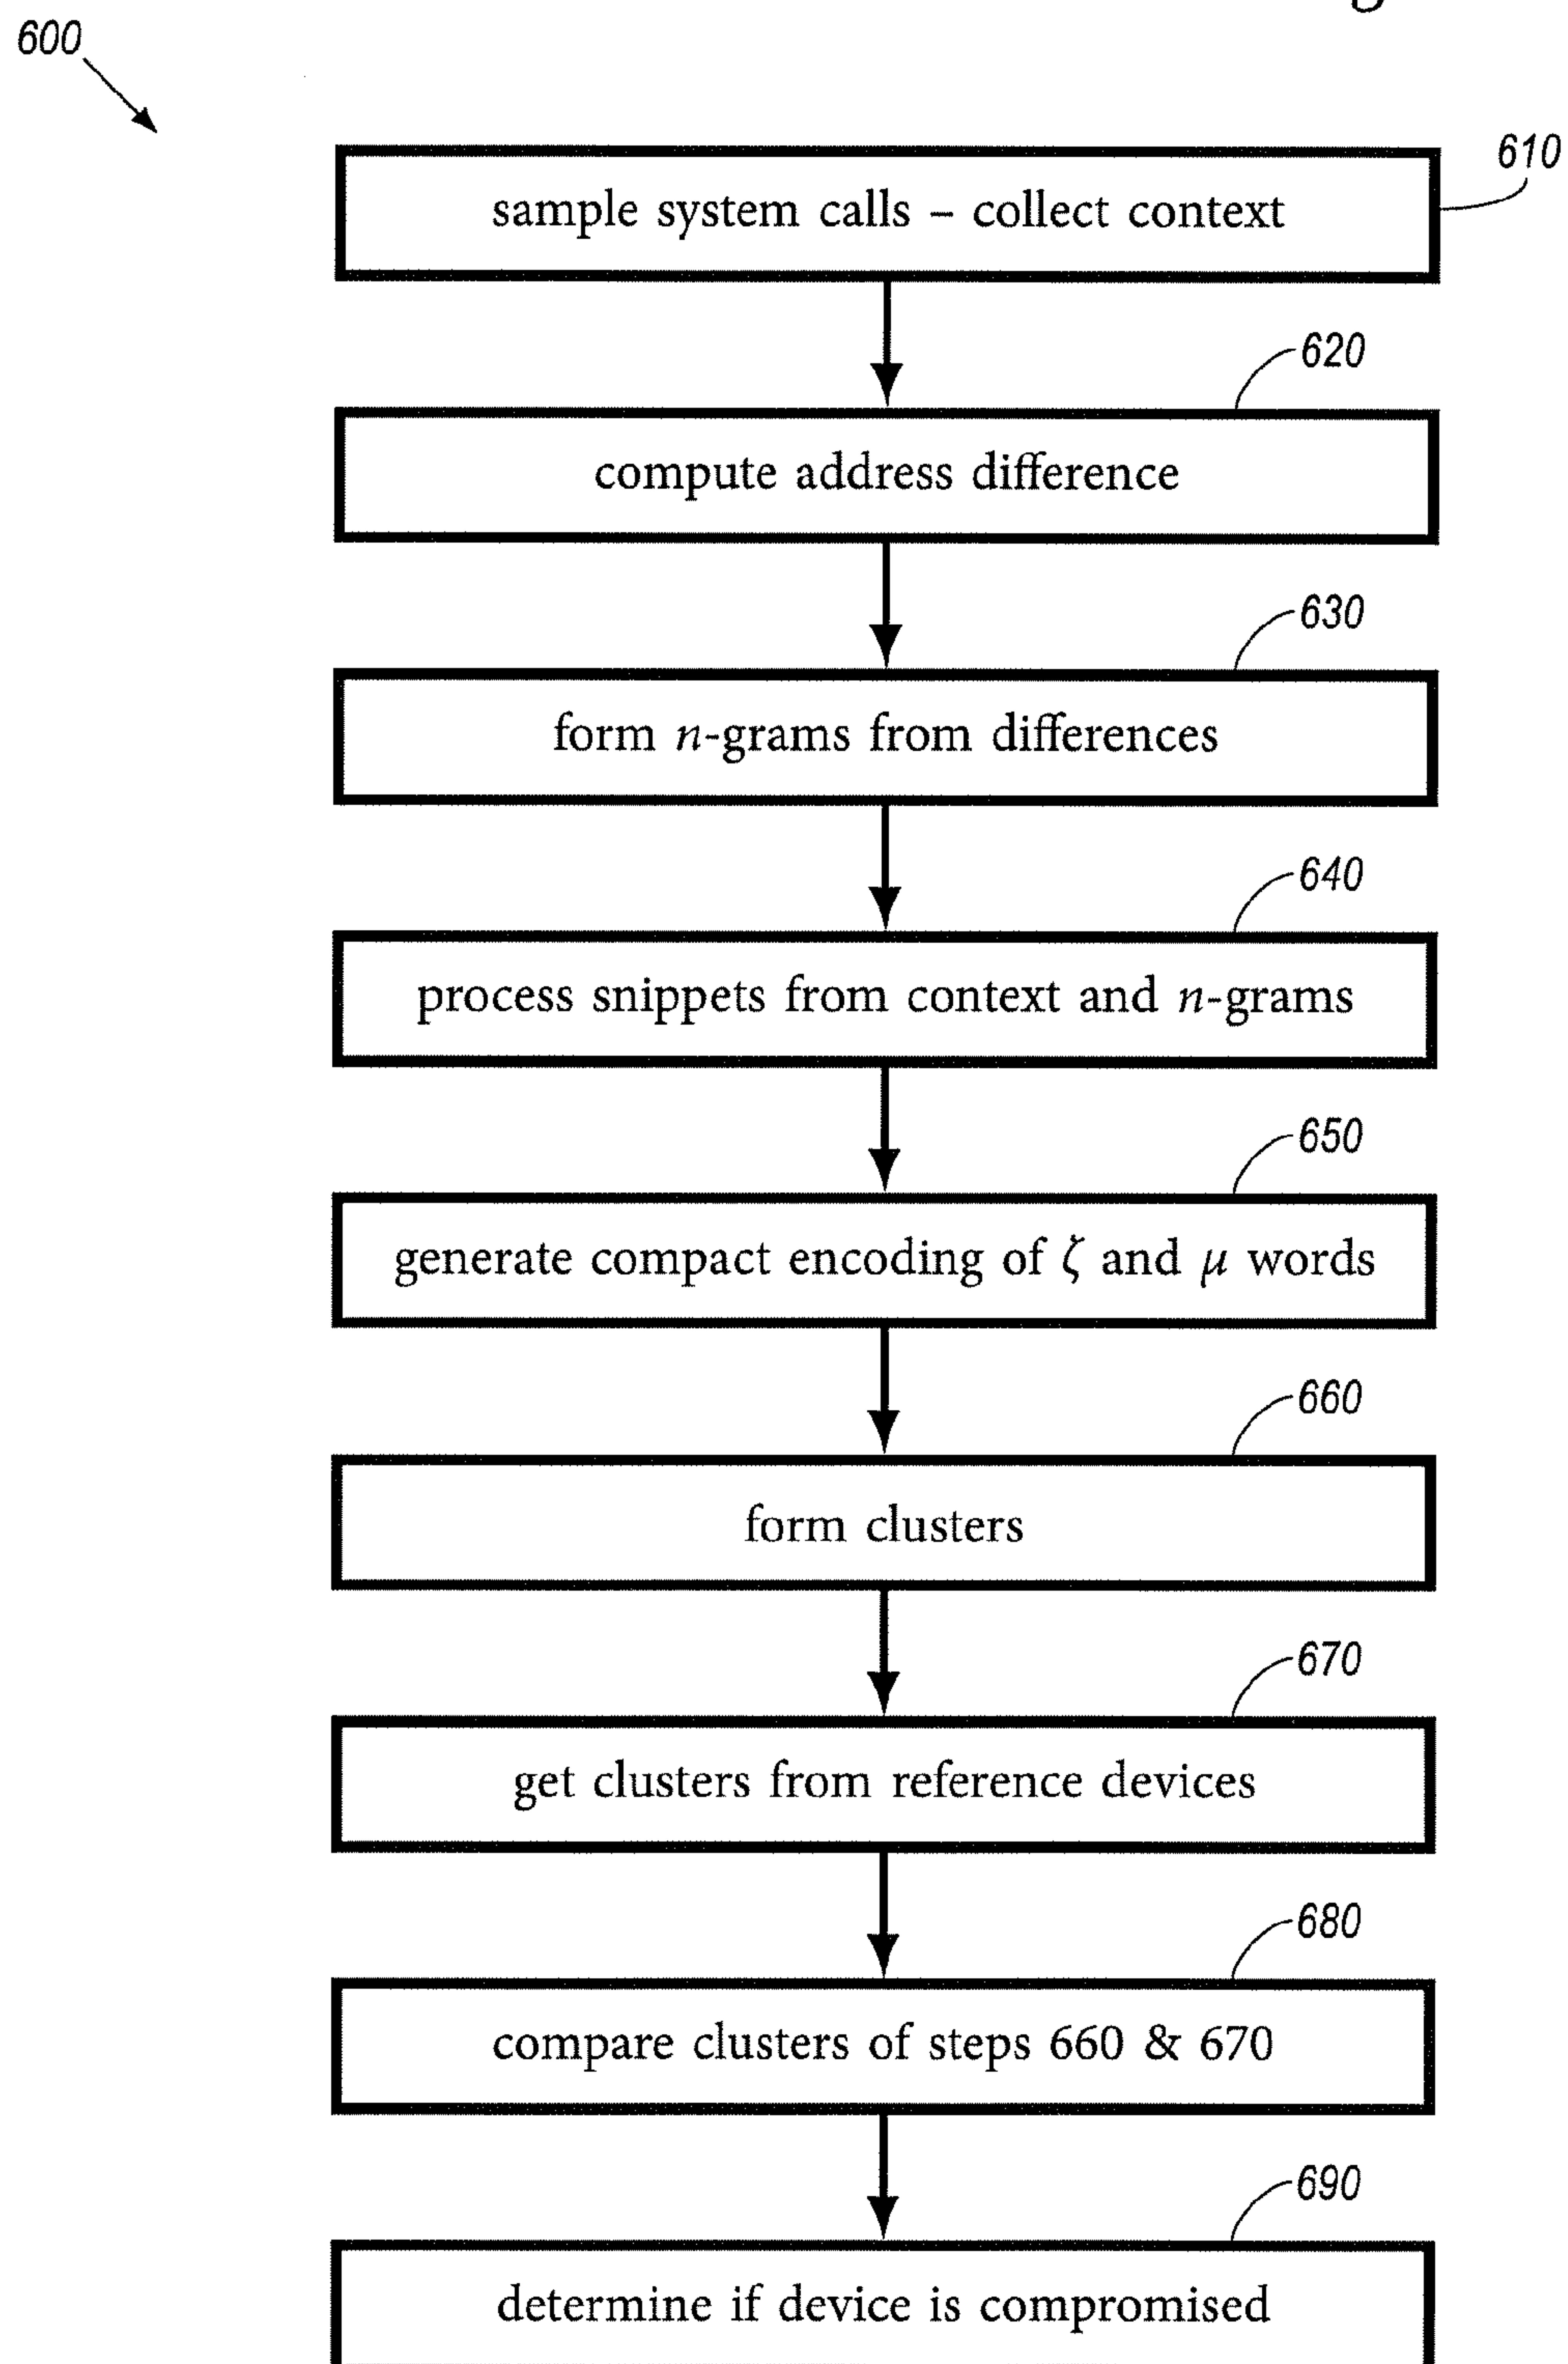 600
610
sample system calls – collect context
620
compute address difference
630
form n-grams from differences
640
process snippets from context and n-grams
650
generate compact encoding of ζ and μ words
660
form clusters
670
get clusters from reference devices
680
compare clusters of steps 660 & 670
690
determine if device is compromised